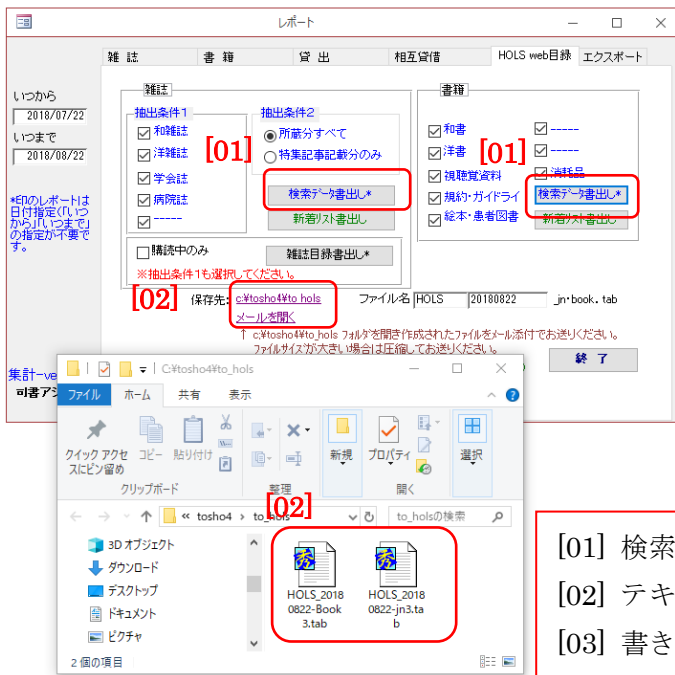 レポート
雑 誌
書 籍
貸 出
相互貸借
HOLS web目録
エクスポート
いつから
2018/07/22
いつまで
2018/08/22
*印のレポートは
日付指定(「いつ
から」「いつまで」
の指定が不要で
す。
雑誌
抽出条件1
和雑誌
洋雑誌
学会誌
病院誌
-----
[01]
抽出条件2
所蔵分すべて
特集記事記載分のみ
検索データ書出し*
新着リスト書出し
購読中のみ
雑誌目録書出し*
※抽出条件1も選択してください。
書籍
和書
洋書
視聴覚資料
規約・ガイドライ
絵本・患者図書
[01]
-----
-----
消耗品
検索データ書出し*
新着リスト書出し
[02]
保存先:
c:¥tosho4¥to hols
メールを開く
ファイル名
HOLS
20180822
_jn・book. tab
↑ c:¥tosho4¥to_hols フォルダを開き作成されたファイルをメール添付でお送りください。
ファイルサイズが大きい場合は圧縮してお送りください。
終 了
集計-ve
司書アシ
C:¥tosho4¥to_hols
ファイル
ホーム
共有
表示
クイック アクセ
スにピン留め
コピー
貼り付け
新規
プロパティ
選択
クリップボード
整理
開く
[02]
« tosho4 › to_hols
to_holsの検索
3D オブジェクト
ダウンロード
デスクトップ
ドキュメント
ピクチャ
HOLS_2018
0822-Book
3.tab
HOLS_2018
0822-jn3.ta
b
2 個の項目
[01] 検索
[02] テキ
[03] 書き